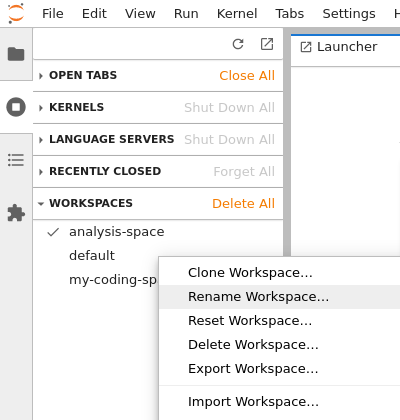 File Edit View Run Kernel Tabs Settings
Launcher
OPEN TABS Close All
KERNELS Shut Down All
LANGUAGE SERVERS Shut Down All
RECENTLY CLOSED Forget All
WORKSPACES Delete All
analysis-space
default
my-coding-sp
Clone Workspace...
Rename Workspace...
Reset Workspace...
Delete Workspace...
Export Workspace...
Import Workspace...